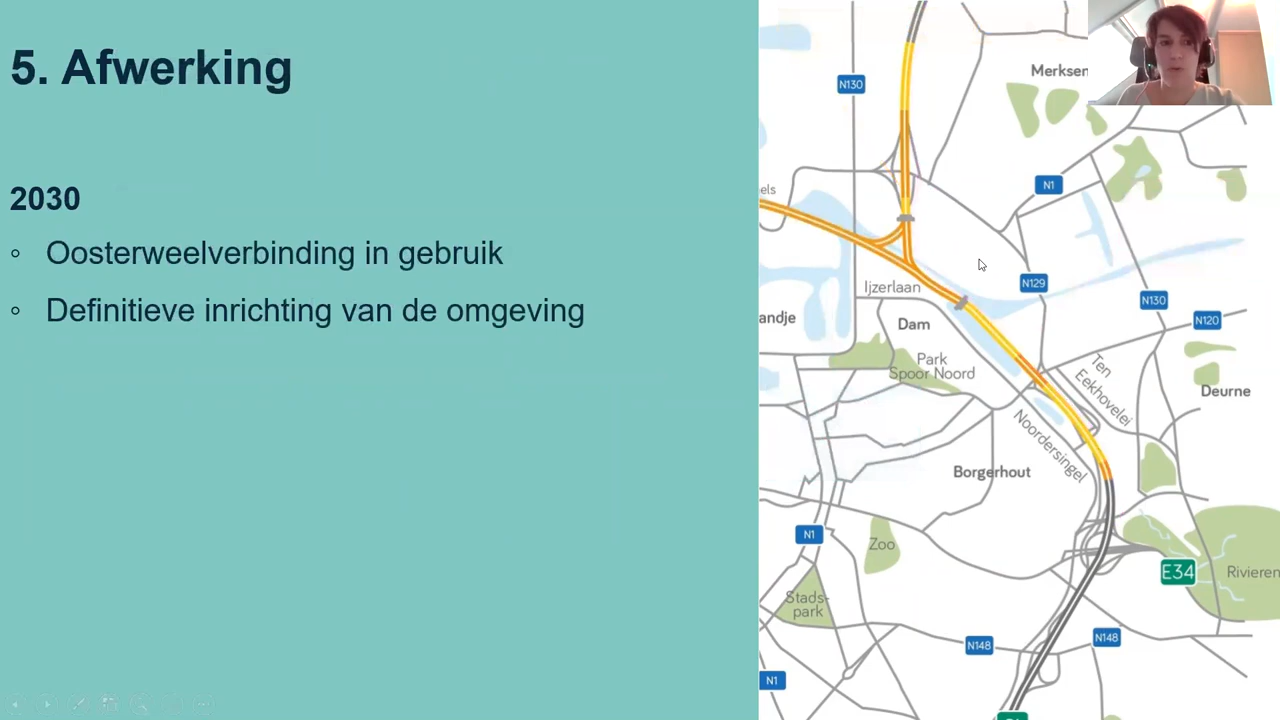 5. Afwerking
2030
Oosterweelverbinding in gebruik
Definitieve inrichting van de omgeving
N130
Merksem
els
N1
N129
Ijzerlaan
N130
andje
Dam
N120
Park
Spoor Noord
Ten
Eekhovelei
Deurne
Noordersingel
Borgerhout
N1
Zoo
E34
Rivieren
Stads-
park
N148
N148
N1